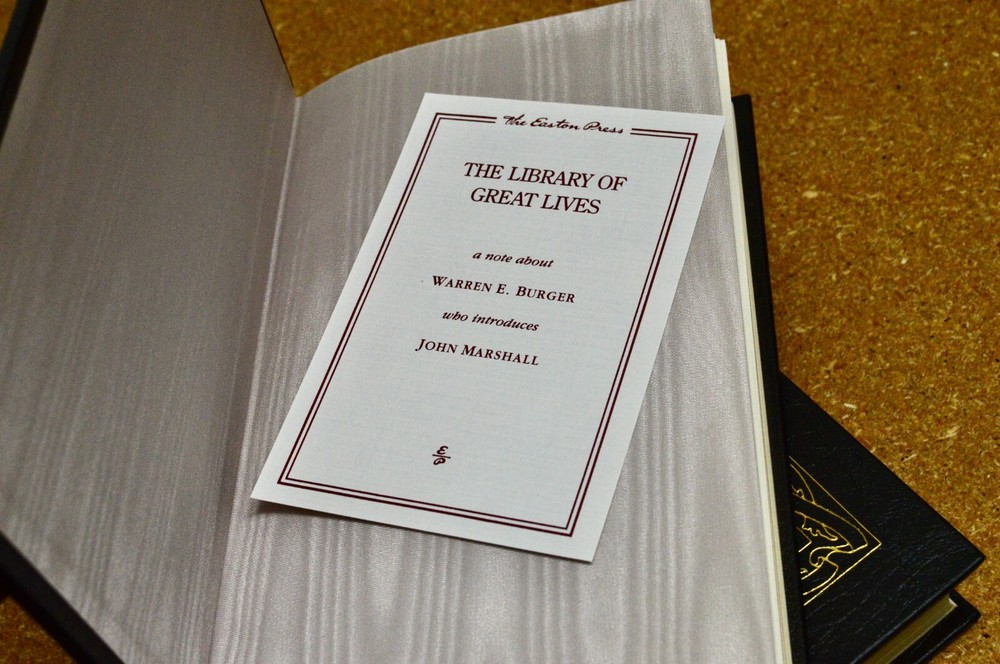 The Easton Press
THE LIBRARY OF
GREAT LIVES
a note about
WARREN E. BURGER
who introduces
JOHN MARSHALL
E
P